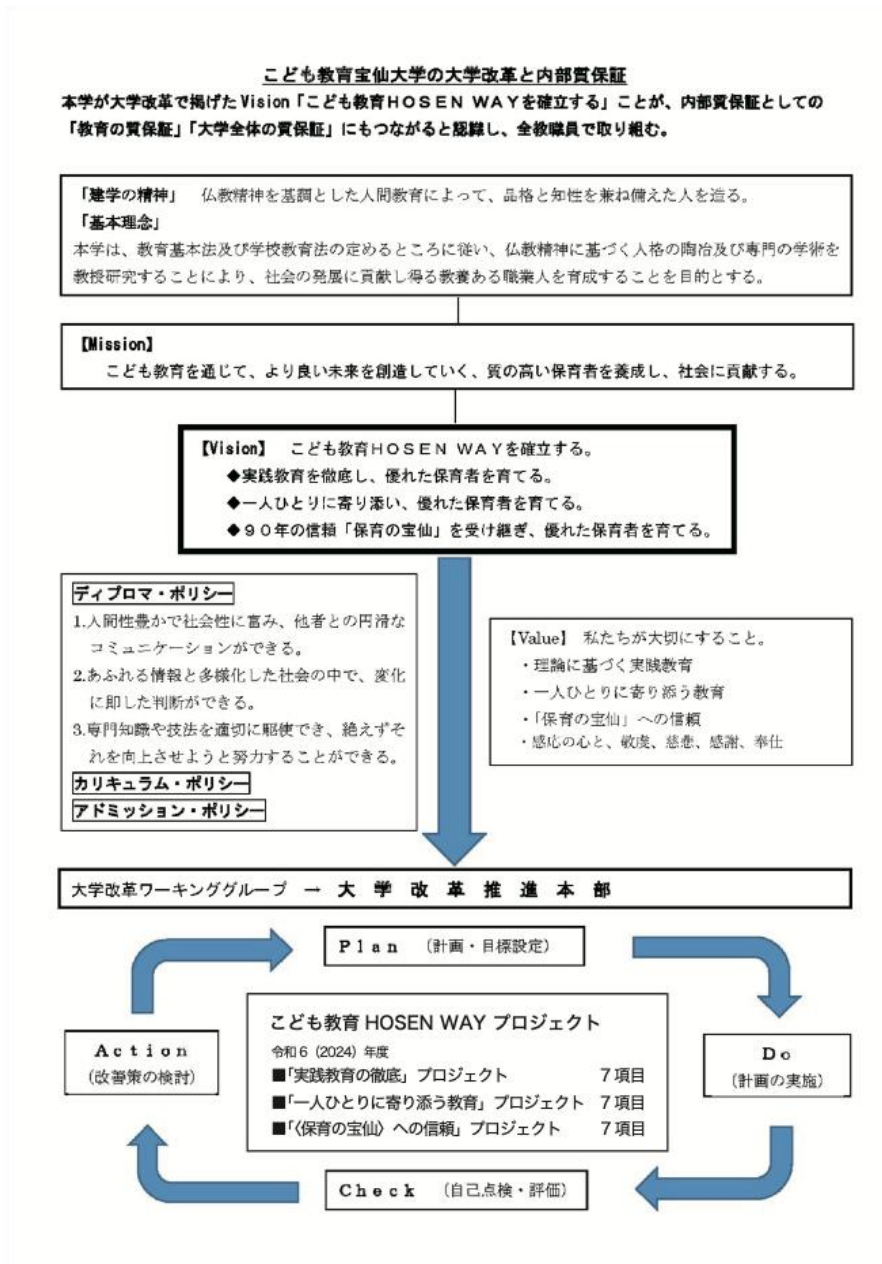 こども教育宝仙大学の大学改革と内部質保証
本学が大学改革で掲げたVision「こども教育HOSEN WAYを確立する」ことが、内部質保証としての
「教育の質保証」「大学全体の質保証」にもつながると認識し、全教職員で取り組む。
「建学の精神」 仏教精神を基調とした人間教育によって、品格と知性を兼ね備えた人を造る。
「基本理念」
本学は、教育基本法及び学校教育法の定めるところに従い、仏教精神に基づく人格の陶冶及び専門の学術を
教授研究することにより、社会の発展に貢献し得る教養ある職業人を育成することを目的とする。
【Mission】
こども教育を通じて、より良い未来を創造していく、質の高い保育者を養成し、社会に貢献する。
【Vision】 こども教育HOSEN WAYを確立する。
◆実践教育を徹底し、優れた保育者を育てる。
◆一人ひとりに寄り添い、優れた保育者を育てる。
◆90年の信頼「保育の宝仙」を受け継ぎ、優れた保育者を育てる。
ディプロマ・ポリシー
1.人間性豊かで社会性に富み、他者との円滑な
コミュニケーションができる。
2.あふれる情報と多様化した社会の中で、変化
に即した判断ができる。
3.専門知識や技法を適切に駆使でき、絶えずそ
れを向上させようと努力することができる。
カリキュラム・ポリシー
アドミッション・ポリシー
【Value】 私たちが大切にすること。
・理論に基づく実践教育
・一人ひとりに寄り添う教育
・「保育の宝仙」への信頼
・感応の心と、敬虔、慈悲、感謝、奉仕
大学改革ワーキンググループ → 大学改革推進本部
Plan (計画・目標設定)
Action
(改善策の検討)
こども教育 HOSEN WAY プロジェクト
令和6 (2024) 年度
■「実践教育の徹底」プロジェクト 7項目
■「一人ひとりに寄り添う教育」プロジェクト 7項目
■「〈保育の宝仙〉への信頼」プロジェクト 7項目
Do
(計画の実施)
Check (自己点検・評価)